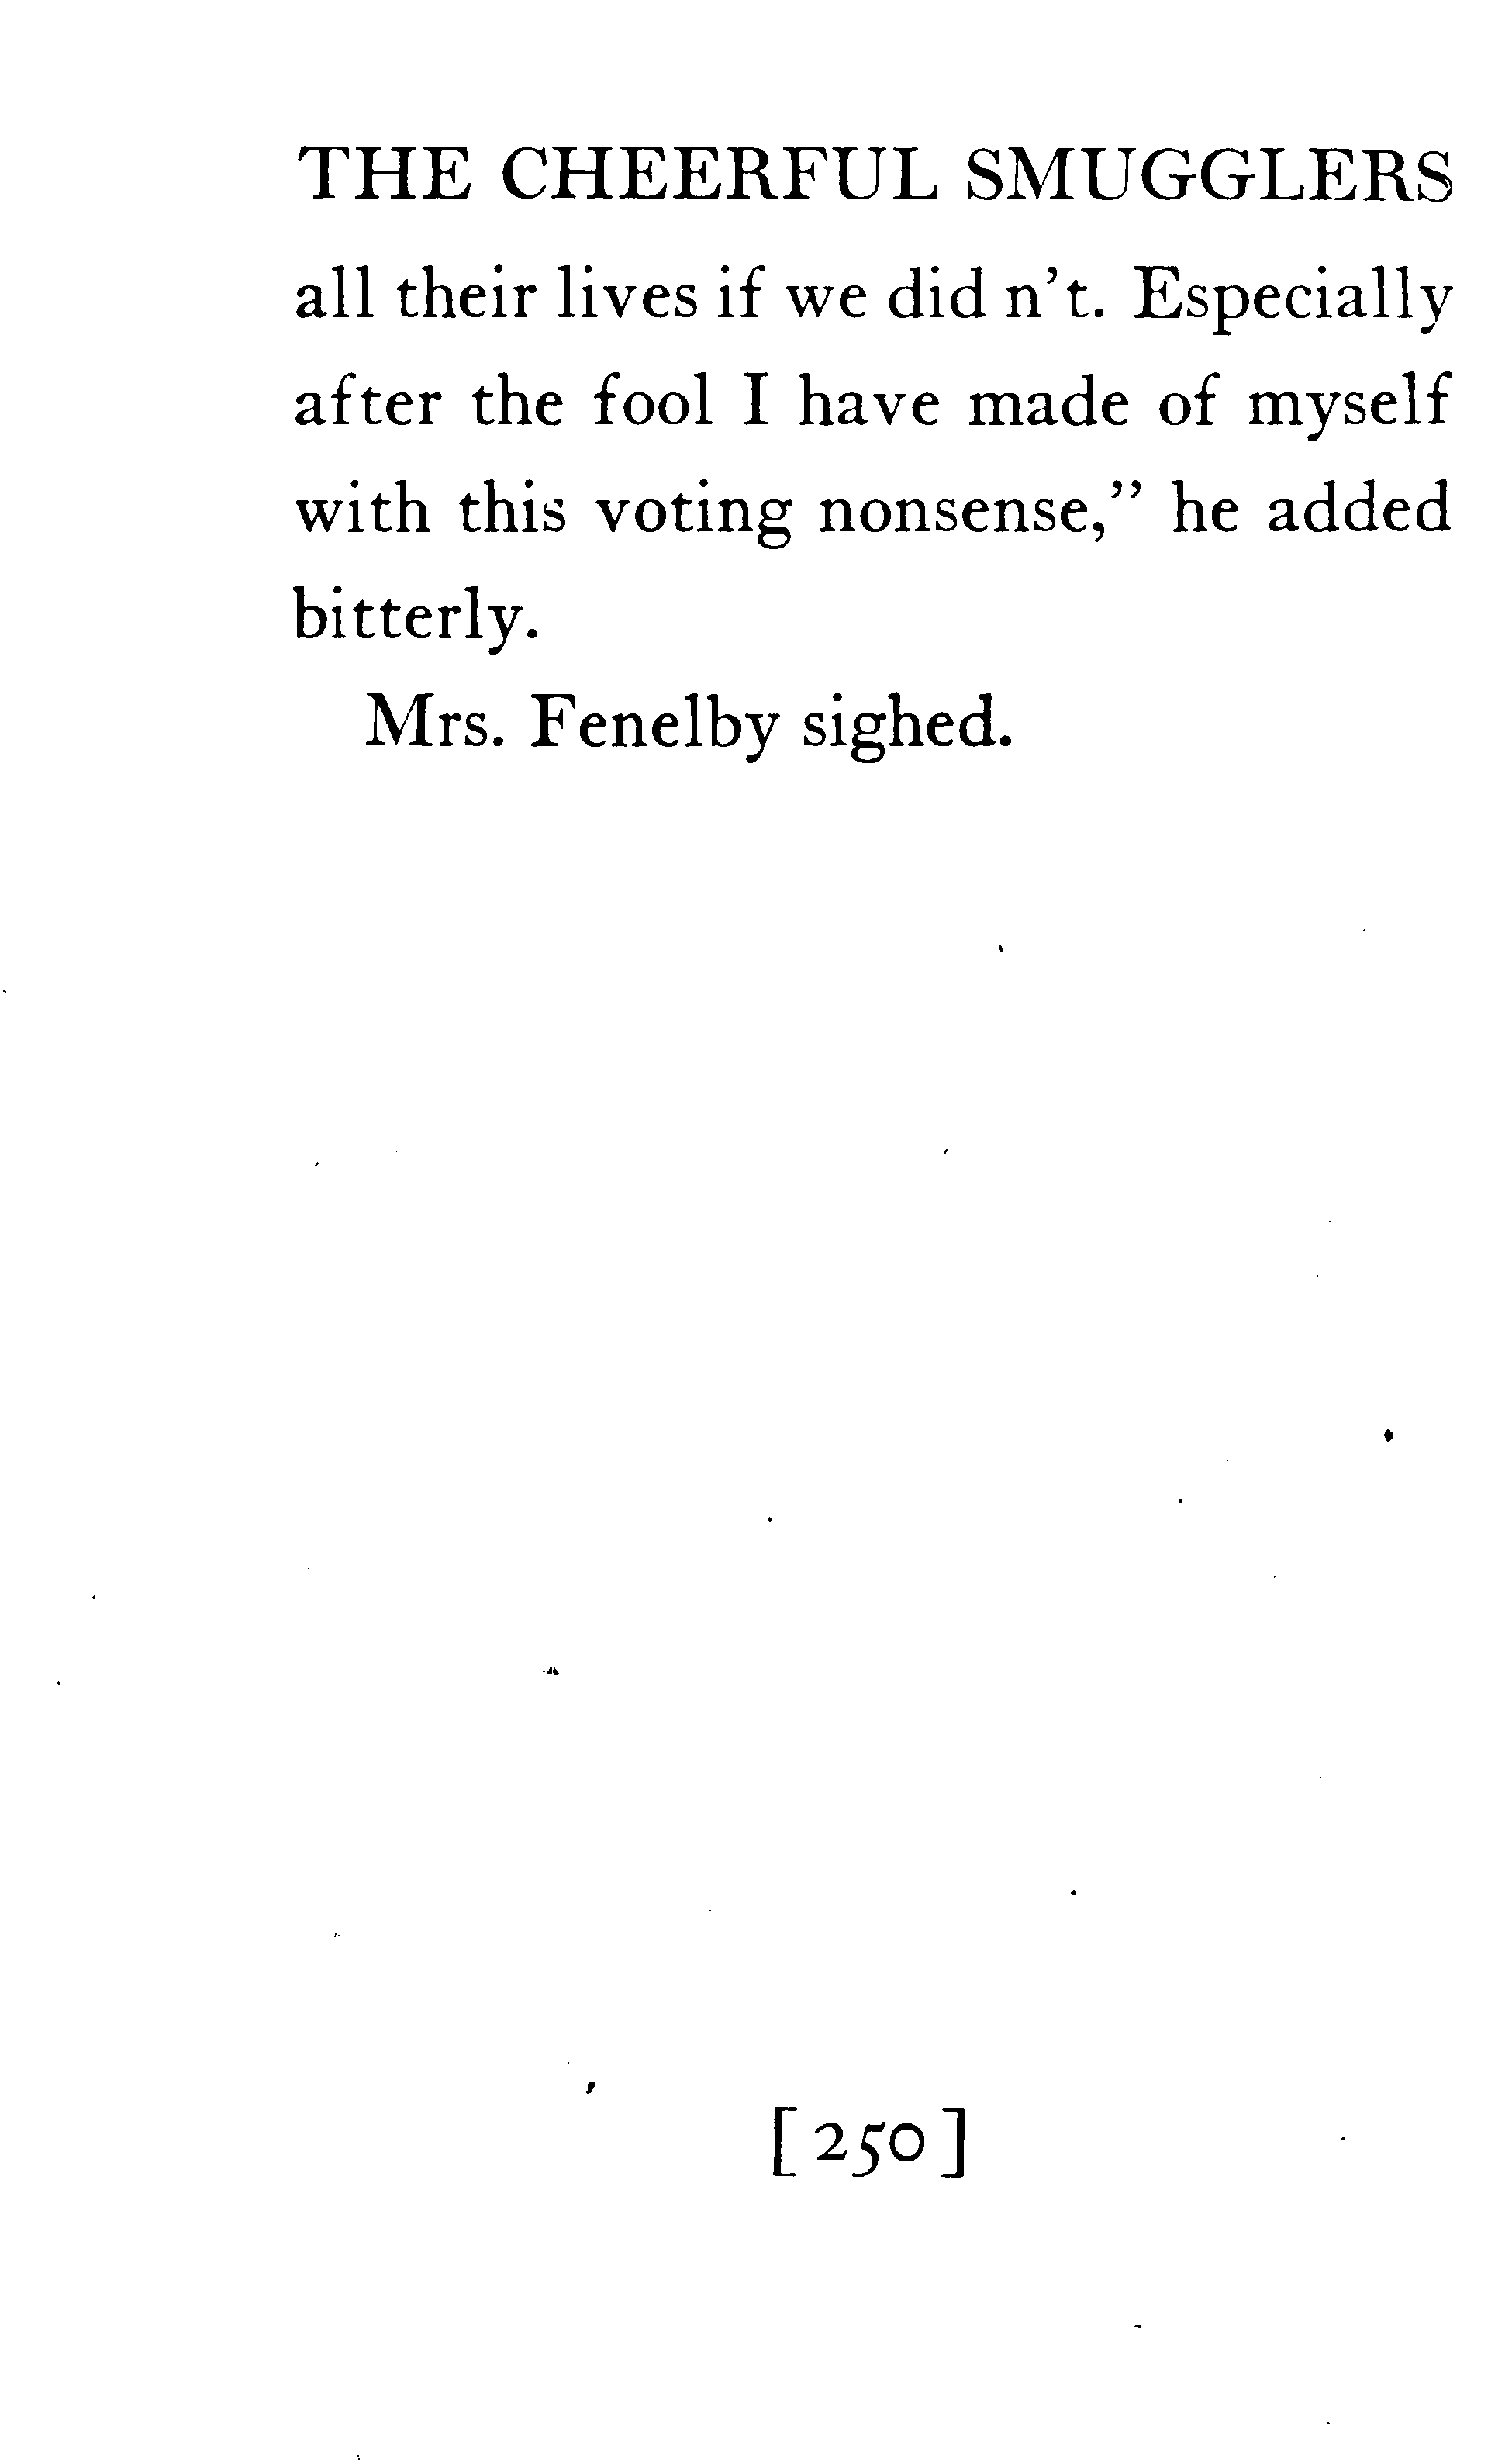 THE CHEERFUL SMUGGLERS
all their lives if we did n't. Especially
after the fool I have made of myself
with this voting nonsense," he added
bitterly.
Mrs. Fenelby sighed.
[250]